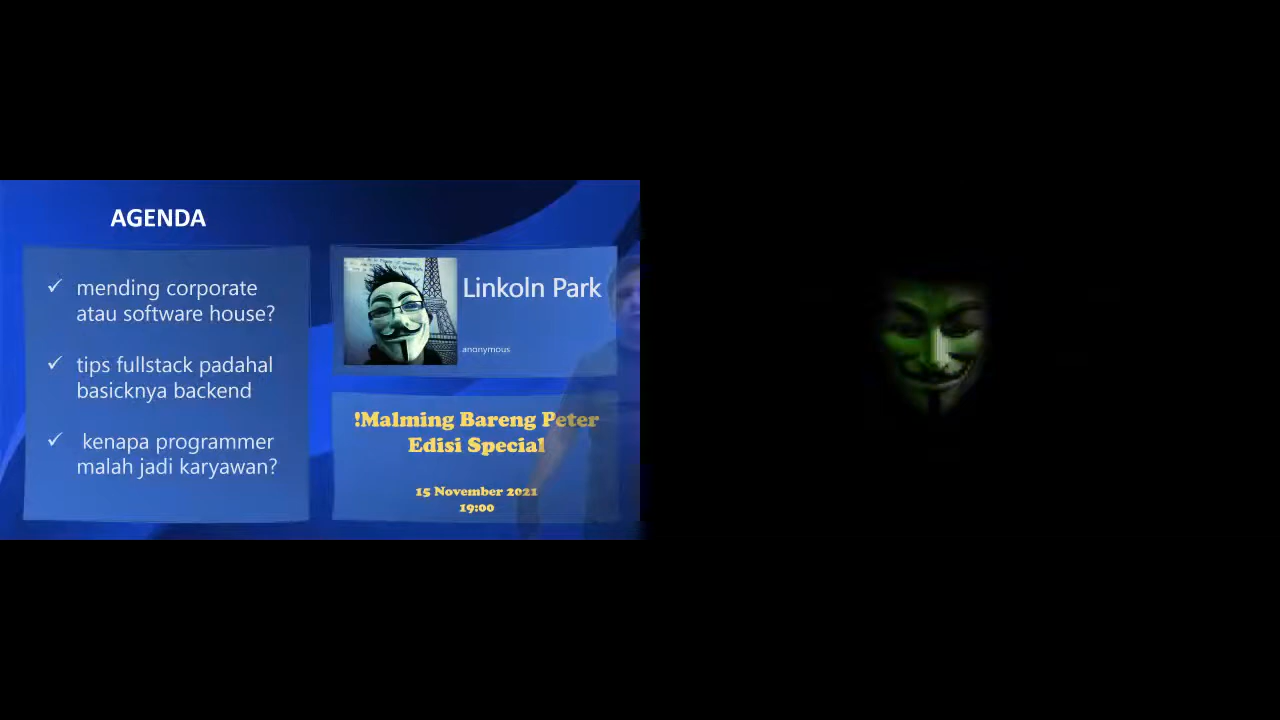 AGENDA
✓ mending corporate
atau software house?
✓ tips fullstack padahal
basicknya backend
✓ kenapa programmer
malah jadi karyawan?
Linkoln Park
anonymous
!Malming Bareng Peter
Edisi Special
15 November 2021
19:00